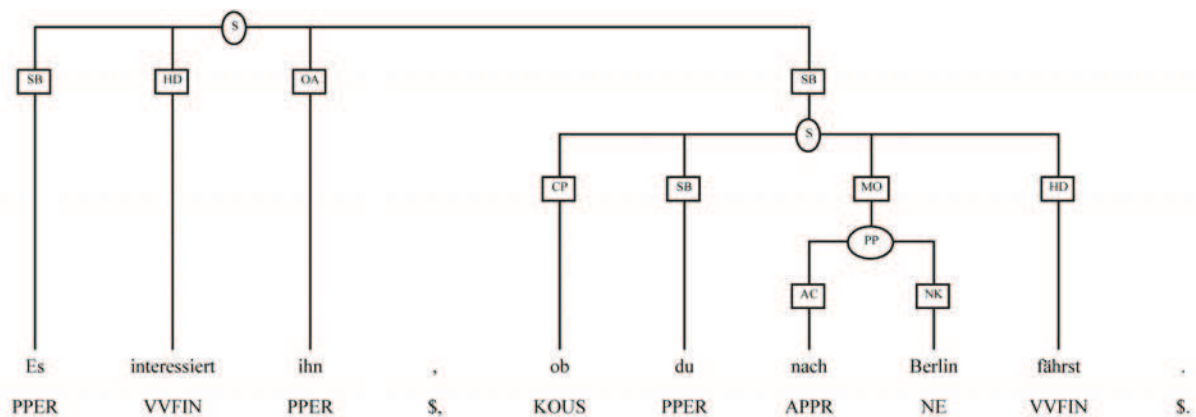 S
SB HD OA SB
S
CP SB MO HD
PP
AC NK
Es interessiert ihn , ob du nach Berlin fährst .
PPER VVFIN PPER $, KOUS PPER APPR NE VVFIN $.